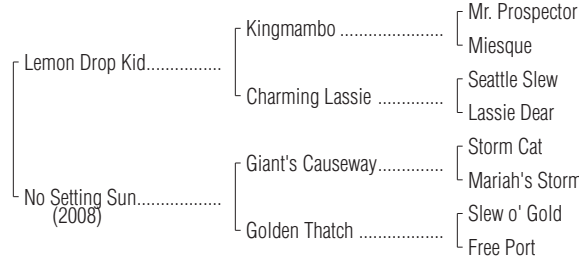 Mr. Prospector
Kingmambo ......................
Miesque
Lemon Drop Kid................
Seattle Slew
Charming Lassie ..............
Lassie Dear
Storm Cat
Giant's Causeway..............
Mariah's Storm
No Setting Sun.................
(2008)
Slew o' Gold
Golden Thatch ..................
Free Port